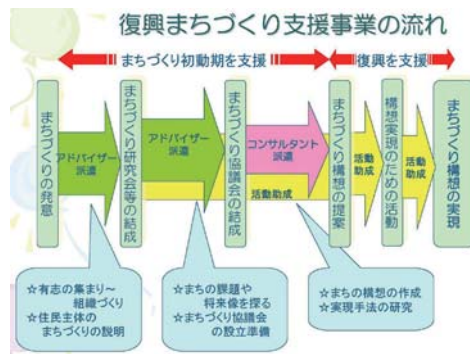 復興まちづくり支援事業の流れ
まちづくり初動期を支援
復興を支援
まちづくりの発意
アドバイザー
派遣
まちづくり研究会等の結成
アドバイザー
派遣
まちづくり協議会の結成
コンサルタント
派遣
活動助成
まちづくり構想の提案
活動
助成
構想実現のための活動
活動
助成
まちづくり構想の実現
☆有志の集まり～
組織づくり
☆住民主体の
まちづくりの説明
☆まちの課題や
将来像を探る
☆まちづくり協議会
の設立準備
☆まちの構想の作成
☆実現手法の研究